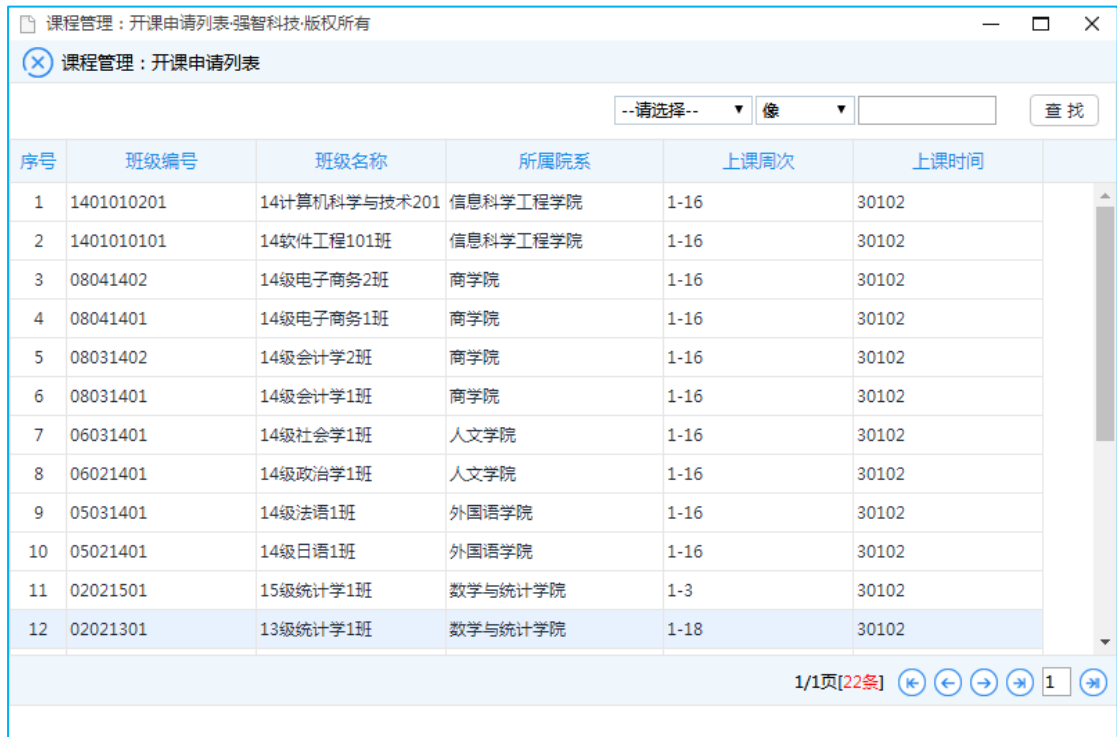 课程管理：开课申请列表·强智科技·版权所有
课程管理：开课申请列表
--请选择-- 像 查 找
序号 班级编号 班级名称 所属院系 上课周次 上课时间
1 1401010201 14计算机科学与技术201 信息科学工程学院 1-16 30102
2 1401010101 14软件工程101班 信息科学工程学院 1-16 30102
3 08041402 14级电子商务2班 商学院 1-16 30102
4 08041401 14级电子商务1班 商学院 1-16 30102
5 08031402 14级会计学2班 商学院 1-16 30102
6 08031401 14级会计学1班 商学院 1-16 30102
7 06031401 14级社会学1班 人文学院 1-16 30102
8 06021401 14级政治学1班 人文学院 1-16 30102
9 05031401 14级法语1班 外国语学院 1-16 30102
10 05021401 14级日语1班 外国语学院 1-16 30102
11 02021501 15级统计学1班 数学与统计学院 1-3 30102
12 02021301 13级统计学1班 数学与统计学院 1-18 30102
1/1页[22条] 1